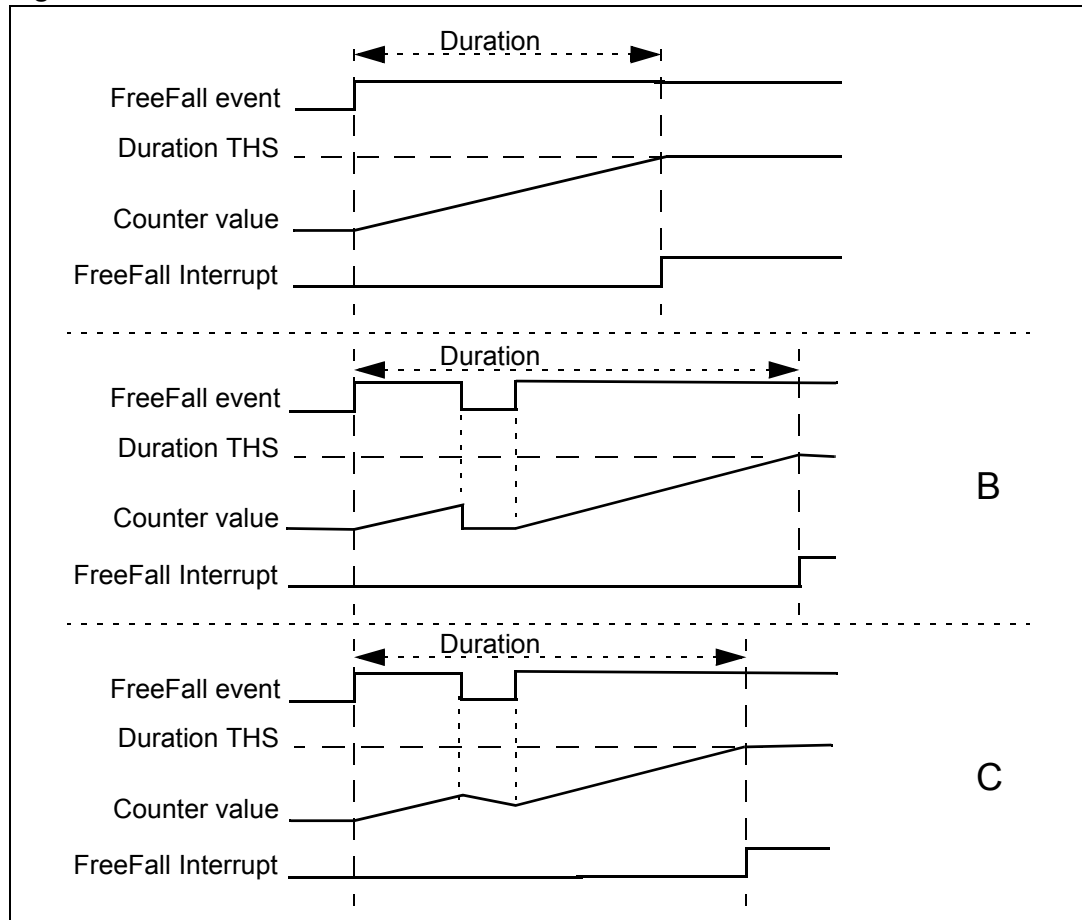 Duration
FreeFall event
Duration THS
Counter value
FreeFall Interrupt
Duration
FreeFall event
Duration THS
B
Counter value
FreeFall Interrupt
Duration
FreeFall event
Duration THS
C
Counter value
FreeFall Interrupt